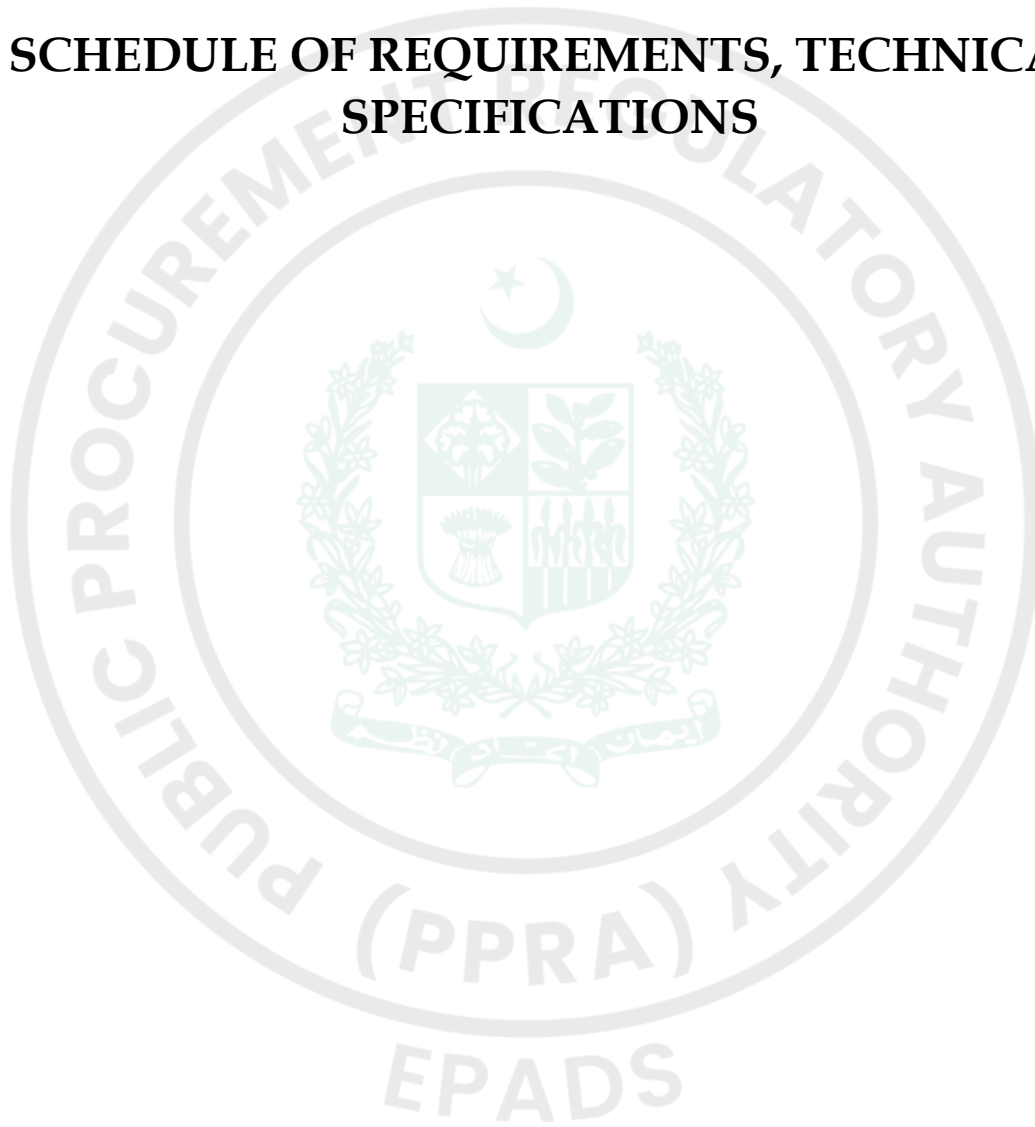 SCHEDULE OF REQUIREMENTS, TECHNICA
SPECIFICATIONS
PUBLIC PROCUREMENT REGULATORY AUTHORITY
(PPRA)
EPADS